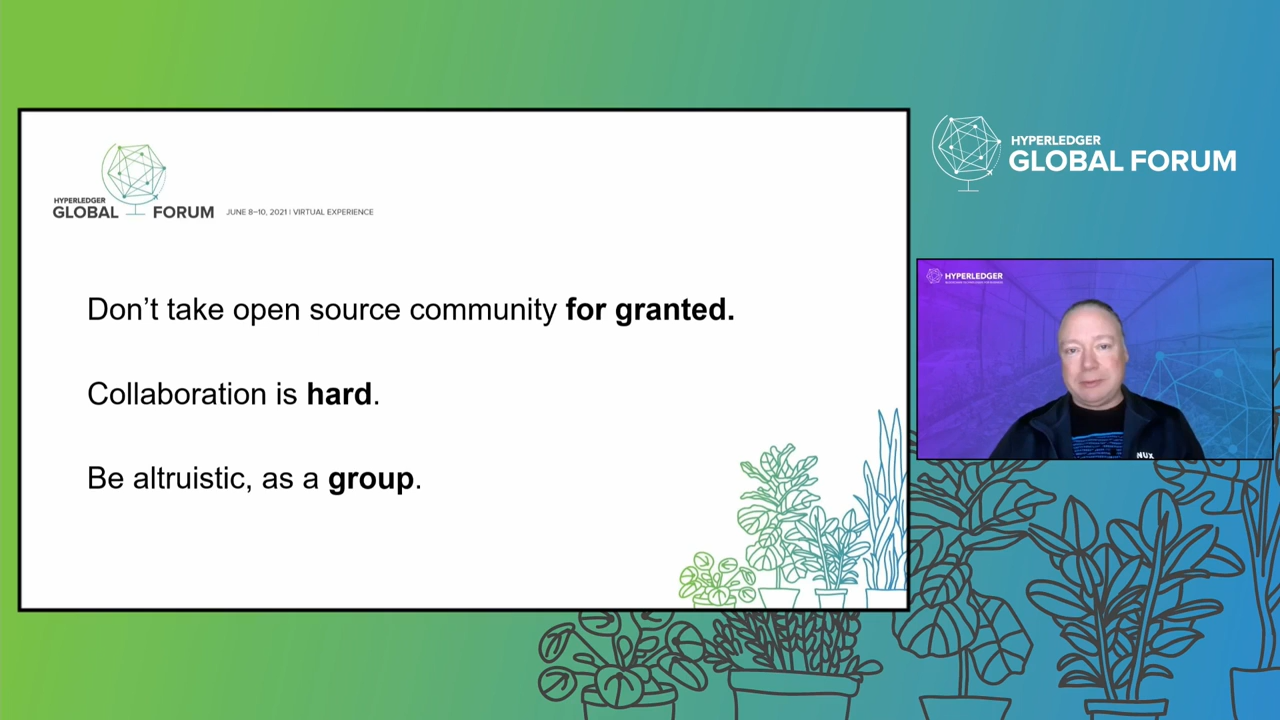 HYPERLEDGER
GLOBAL FORUM
JUNE 8–10, 2021 | VIRTUAL EXPERIENCE
Don’t take open source community for granted.
Collaboration is hard.
Be altruistic, as a group.
HYPERLEDGER
GLOBAL FORUM
HYPERLEDGER
NUX